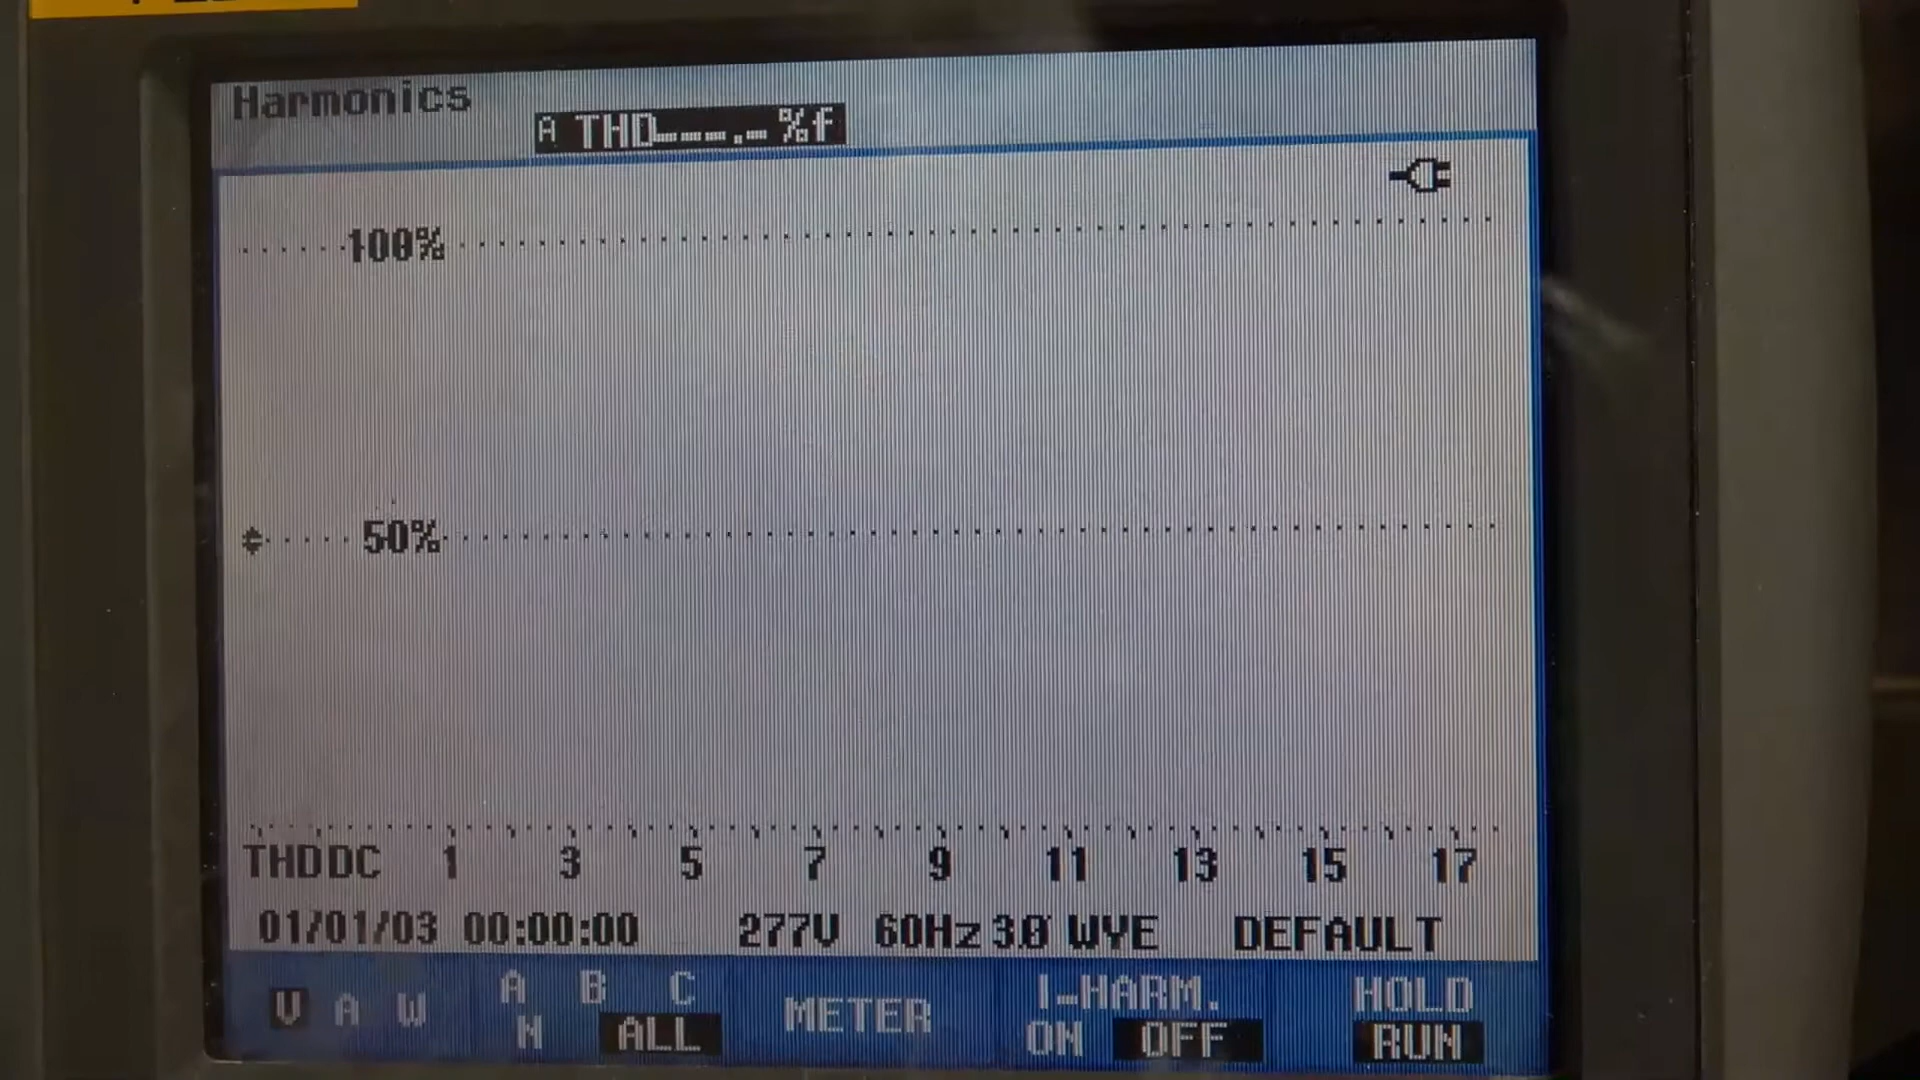 Harmonics
A THD---.-%f
100%
50%
THD DC 1 3 5 7 9 11 13 15 17
01/01/03 00:00:00 277V 60Hz 3Ø WYE DEFAULT
V A W A B C METER I-HARM. HOLD
N ALL ON OFF RUN